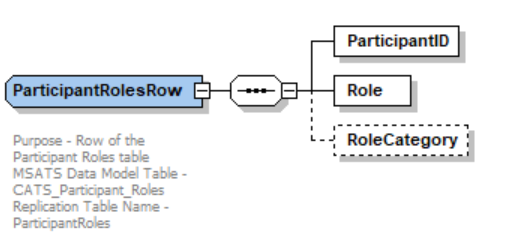 ParticipantID
ParticipantRolesRow
Role
RoleCategory
Purpose - Row of the
Participant Roles table
MSATS Data Model Table -
CATS_Participant_Roles
Replication Table Name -
ParticipantRoles